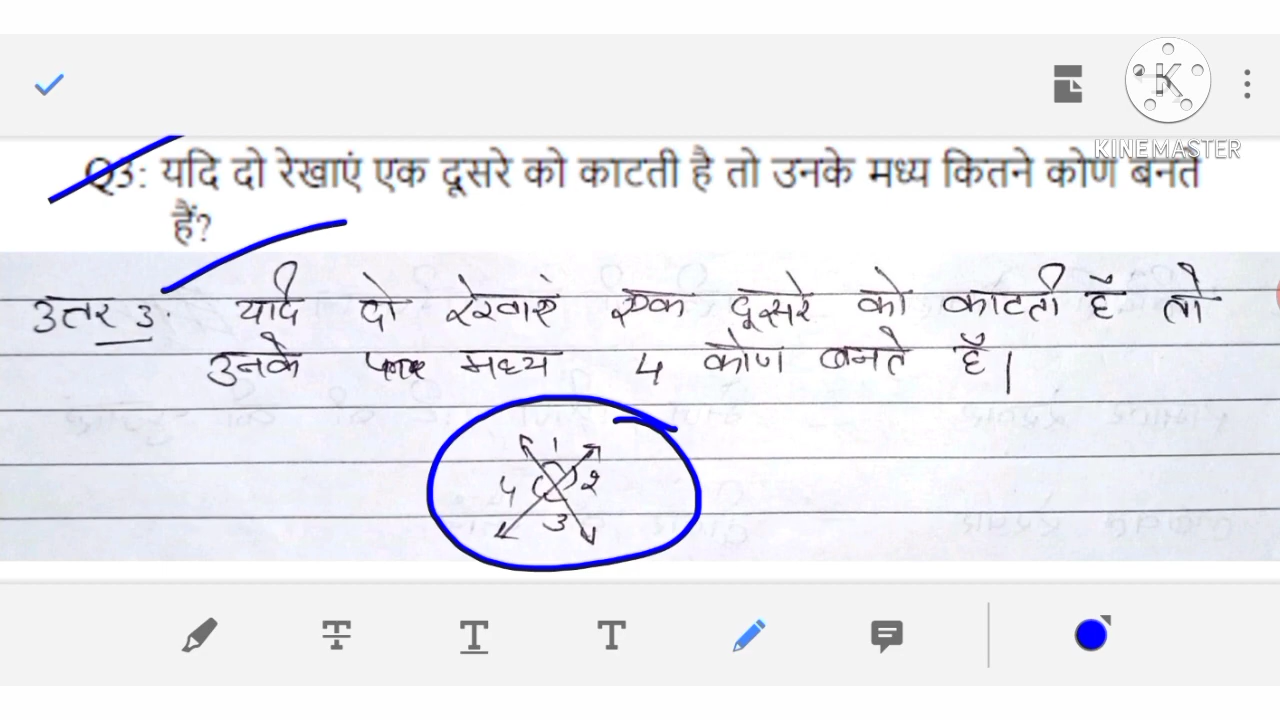 KINEMASTER
Q3: यदि दो रेखाएं एक दूसरे को काटती है तो उनके मध्य कितने कोण बनते
हैं?
उत्तर 3. यदि दो रेखाएं एक दूसरे को काटती हैं तो
उनके मध्य 4 कोण बनते हैं।
1
4 2
3